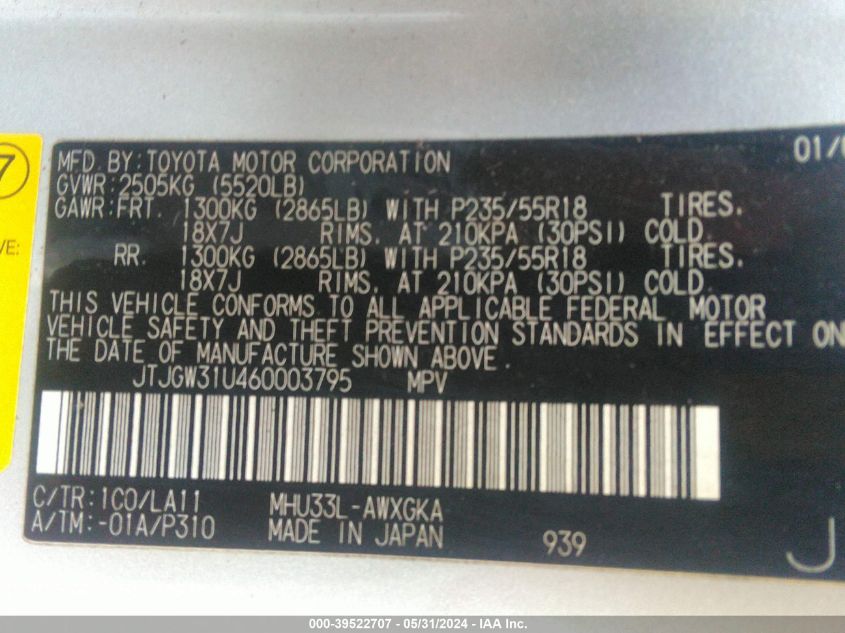 7
VE:
MFD. BY: TOYOTA MOTOR CORPORATION 01/
GVWR: 2505KG (5520LB)
GAWR: FRT. 1300KG (2865LB) WITH P235/55R18 TIRES.
18X7J RIMS. AT 210KPA (30PSI) COLD.
RR. 1300KG (2865LB) WITH P235/55R18 TIRES.
18X7J RIMS. AT 210KPA (30PSI) COLD.
THIS VEHICLE CONFORMS TO ALL APPLICABLE FEDERAL MOTOR
VEHICLE SAFETY AND THEFT PREVENTION STANDARDS IN EFFECT ON
THE DATE OF MANUFACTURE SHOWN ABOVE.
JTJGW31U460003795 MPV
C/TR: 1C0/LA11 MHU33L-AWXGKA
A/TM: -01A/P310 MADE IN JAPAN 939 J
000-39522707 - 05/31/2024 - IAA Inc.